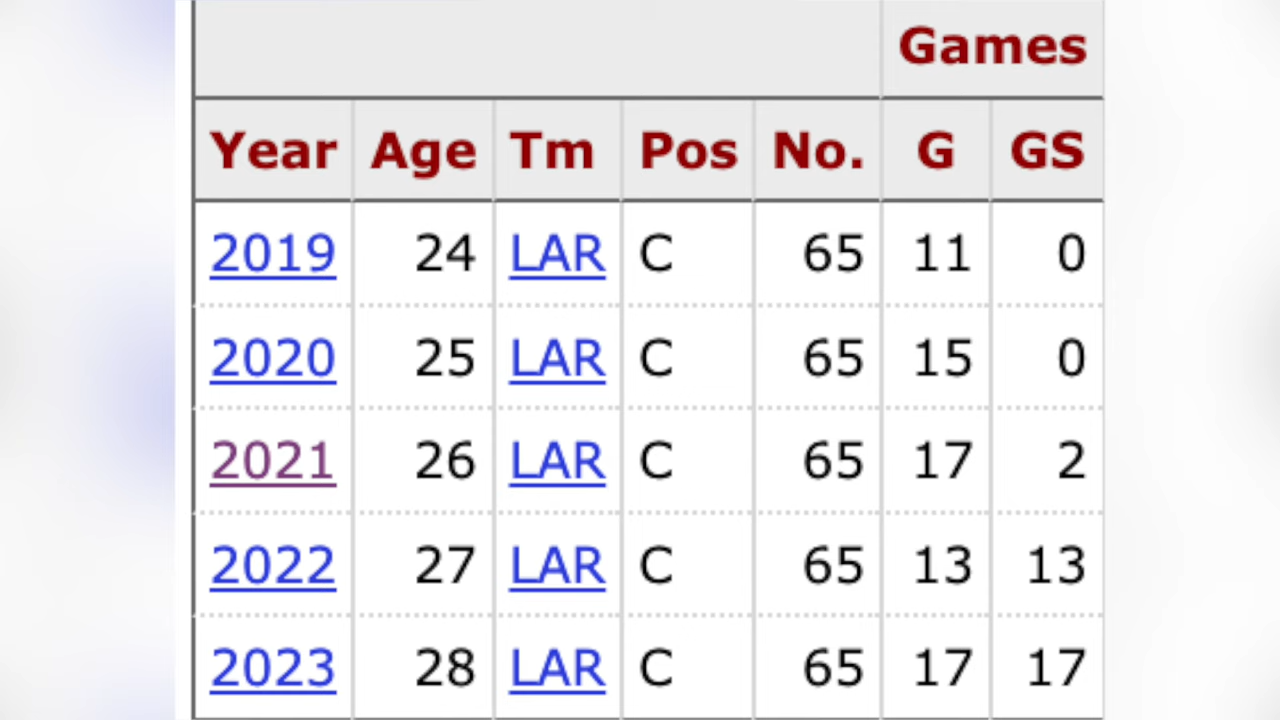 Games
Year Age Tm Pos No. G GS
2019 24 LAR C 65 11 0
2020 25 LAR C 65 15 0
2021 26 LAR C 65 17 2
2022 27 LAR C 65 13 13
2023 28 LAR C 65 17 17